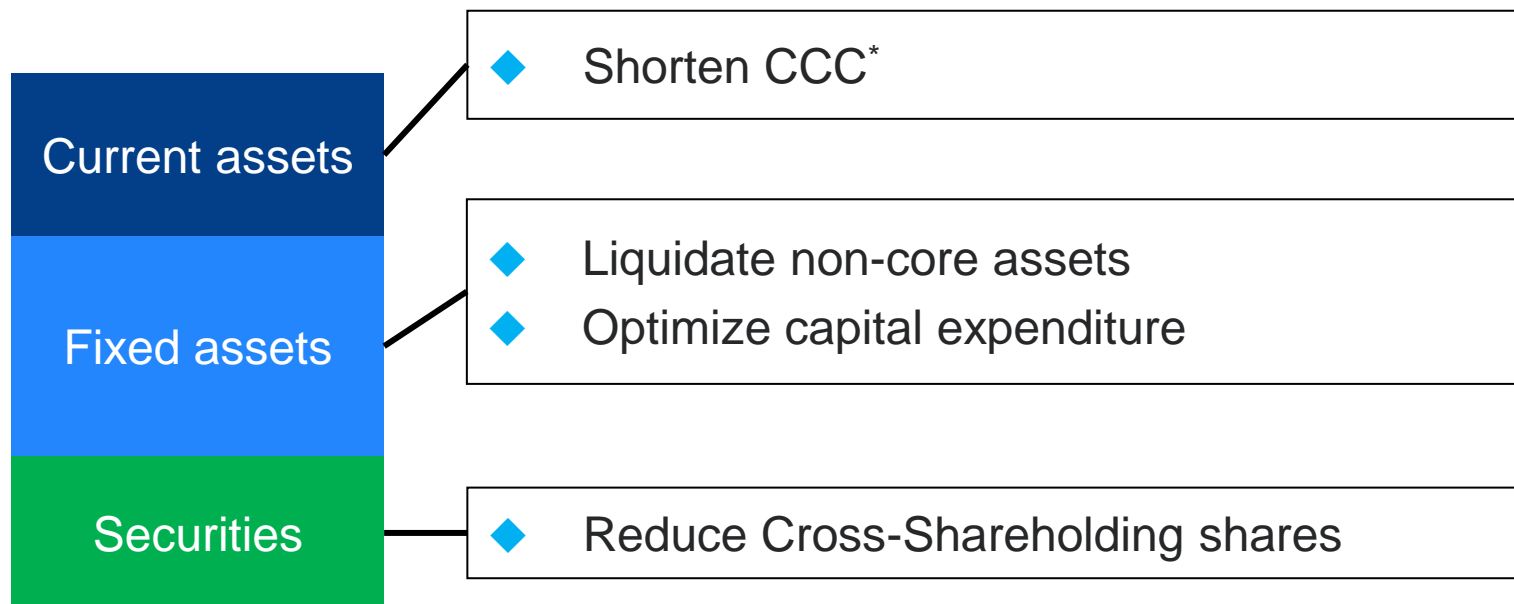 Shorten CCC*
Current assets
Liquidate non-core assets
Optimize capital expenditure
Fixed assets
Securities
Reduce Cross-Shareholding shares